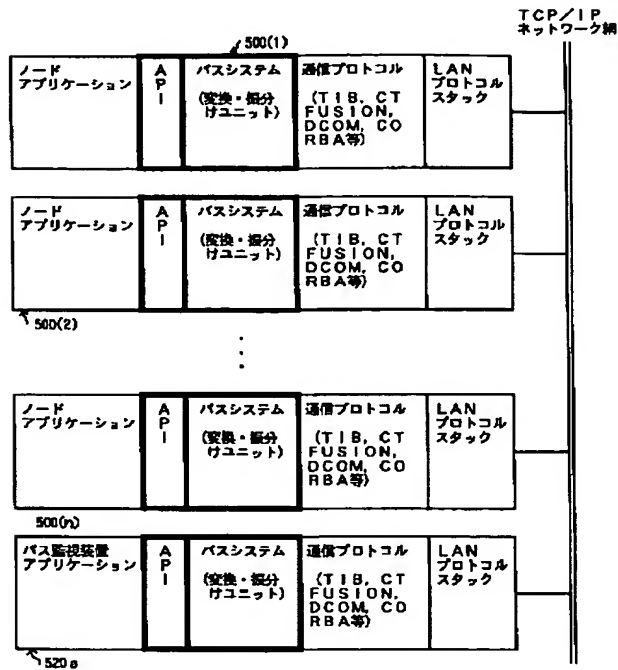 TCP/IP
ネットワーク網
500(1)
ノード
アプリケーション
API
バスシステム
(変換・振分
けユニット)
通信プロトコル
(TIB, CT
FUSION,
DCOM, CO
RBA等)
LAN
プロトコル
スタック
ノード
アプリケーション
API
バスシステム
(変換・振分
けユニット)
通信プロトコル
(TIB, CT
FUSION,
DCOM, CO
RBA等)
LAN
プロトコル
スタック
500(2)
ノード
アプリケーション
API
バスシステム
(変換・振分
けユニット)
通信プロトコル
(TIB, CT
FUSION,
DCOM, CO
RBA等)
LAN
プロトコル
スタック
500(n)
バス監視装置
アプリケーション
API
バスシステム
(変換・振分
けユニット)
通信プロトコル
(TIB, CT
FUSION,
DCOM, CO
RBA等)
LAN
プロトコル
スタック
520a